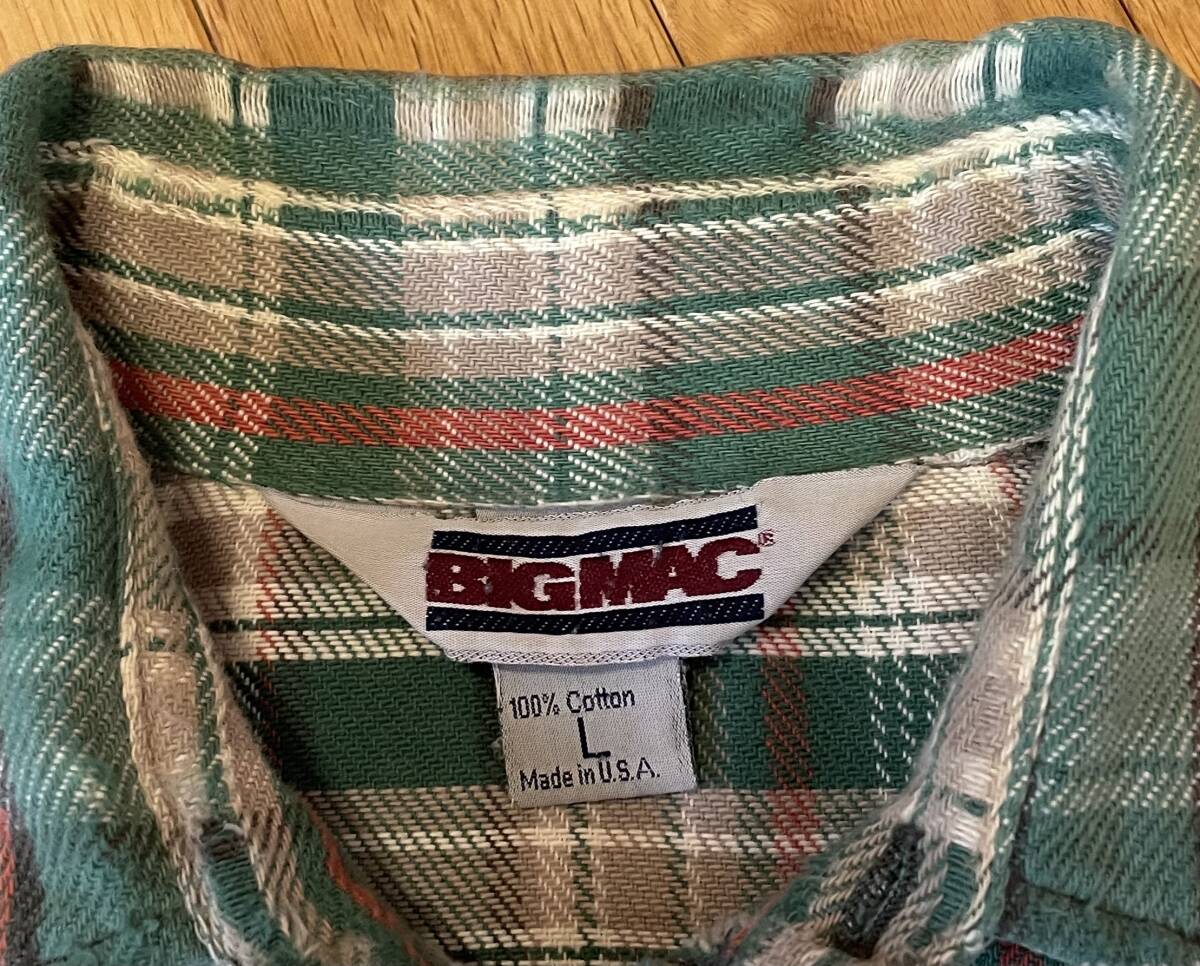 BIG MAC®
100% Cotton
L
Made in U.S.A.